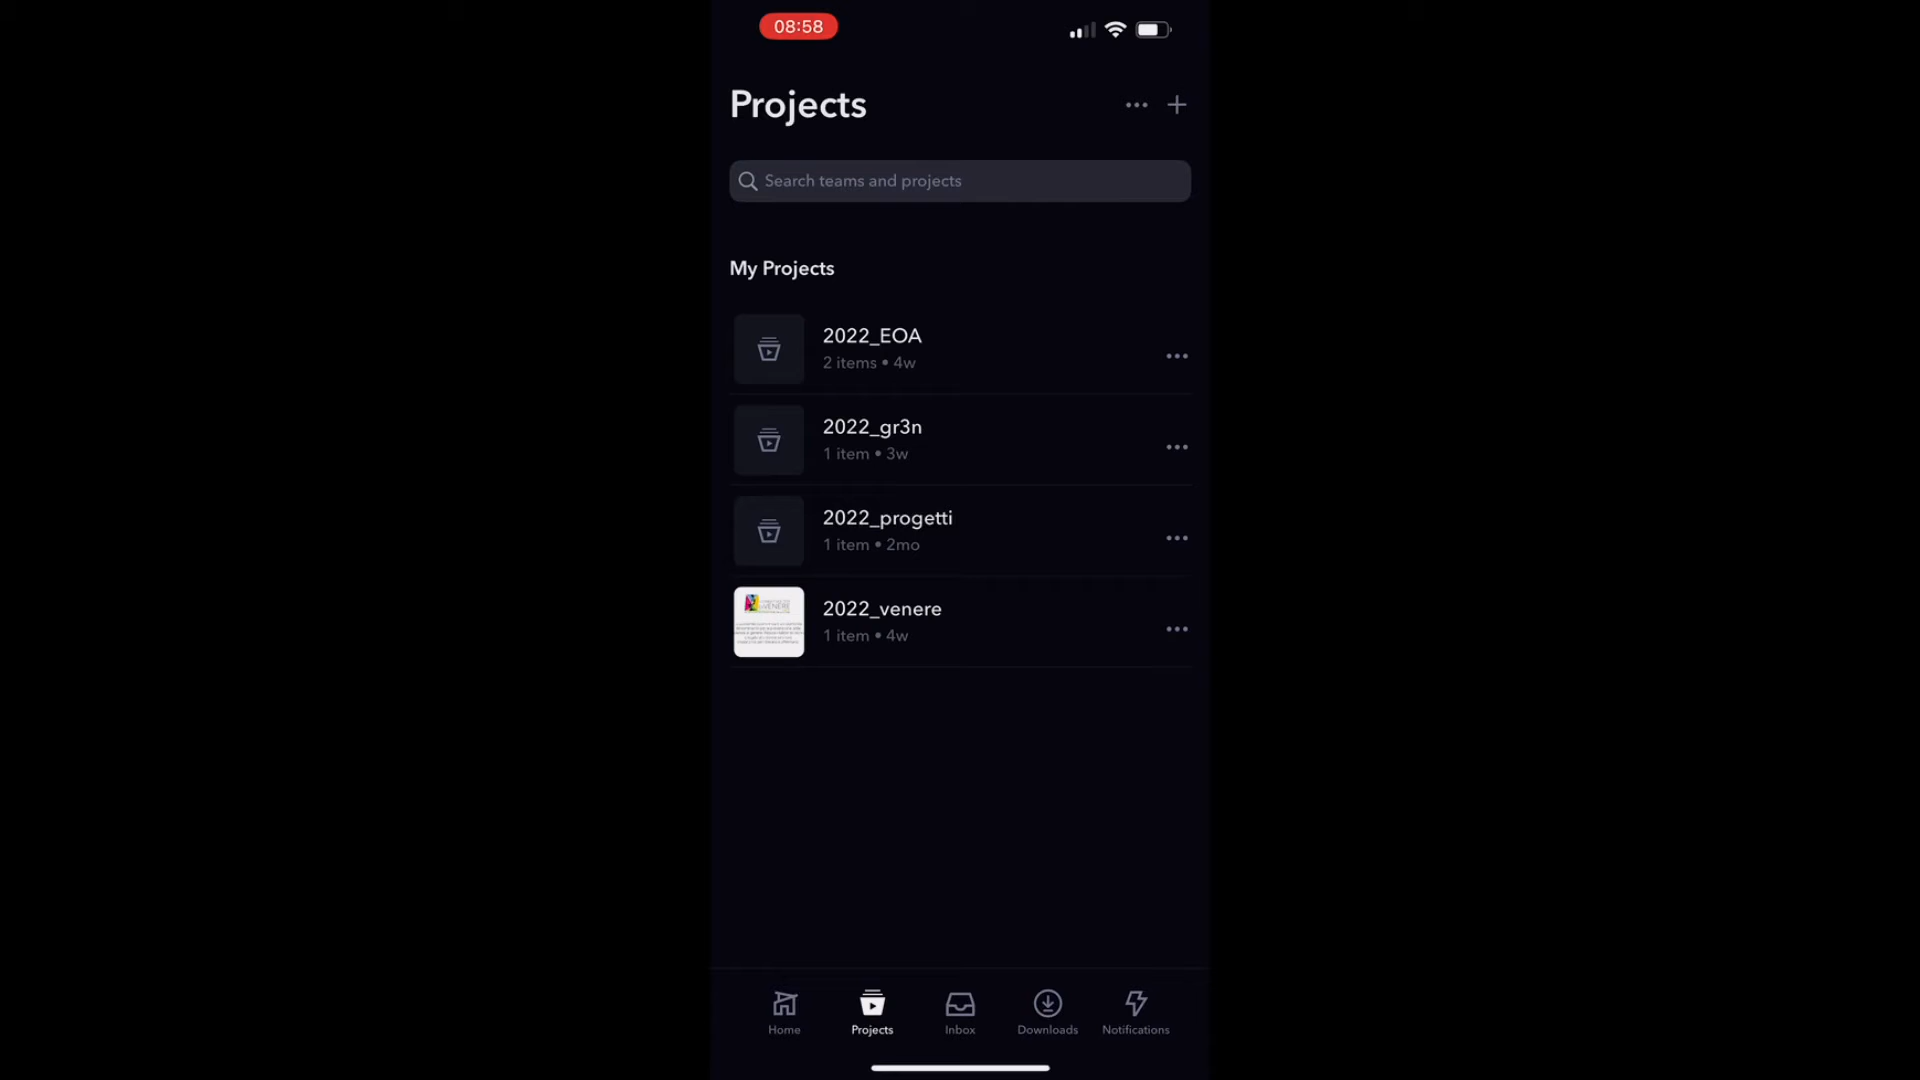 08:58
Projects
Search teams and projects
My Projects
2022_EOA
2 items • 4w
2022_gr3n
1 item • 3w
2022_progetti
1 item • 2mo
VENERE
2022_venere
1 item • 4w
Home
Projects
Inbox
Downloads
Notifications